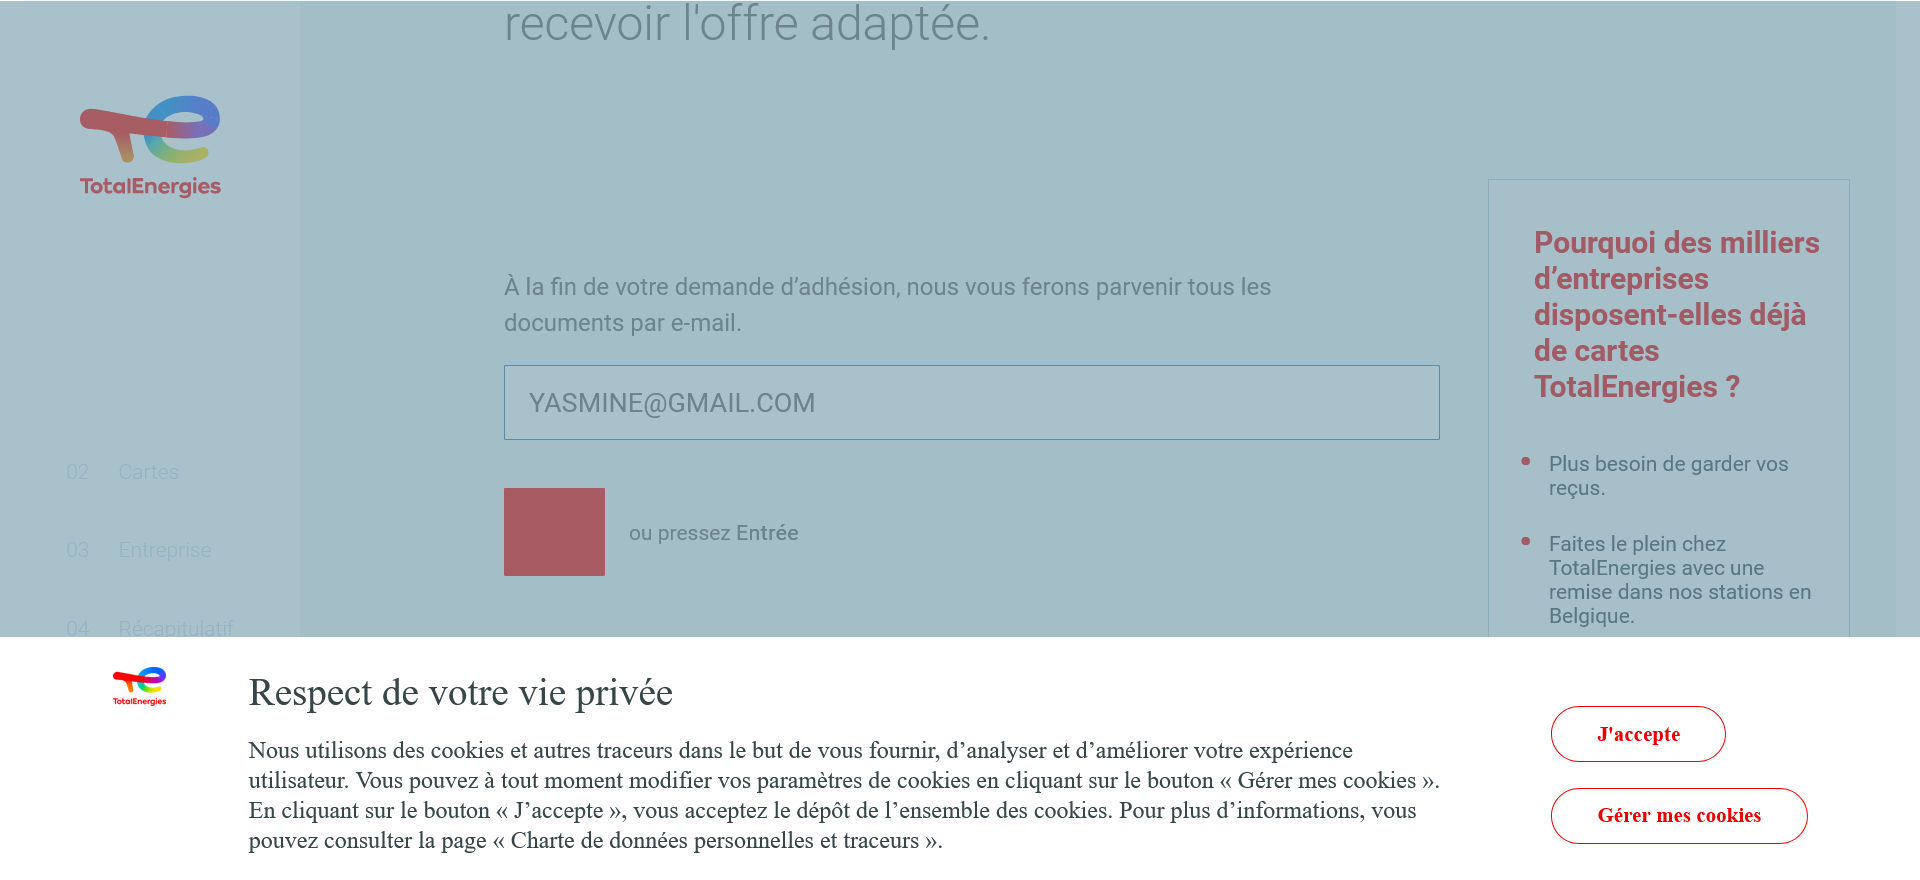 recevoir l'offre adaptée.
TotalEnergies
À la fin de votre demande d’adhésion, nous vous ferons parvenir tous les
documents par e-mail.
YASMINE@GMAIL.COM
ou pressez Entrée
02 Cartes
03 Entreprise
04 Récapitulatif
Pourquoi des milliers
d’entreprises
disposent-elles déjà
de cartes
TotalEnergies ?
Plus besoin de garder vos
reçus.
Faites le plein chez
TotalEnergies avec une
remise dans nos stations en
Belgique.
TotalEnergies
Respect de votre vie privée
Nous utilisons des cookies et autres traceurs dans le but de vous fournir, d’analyser et d’améliorer votre expérience
utilisateur. Vous pouvez à tout moment modifier vos paramètres de cookies en cliquant sur le bouton « Gérer mes cookies ».
En cliquant sur le bouton « J’accepte », vous acceptez le dépôt de l’ensemble des cookies. Pour plus d’informations, vous
pouvez consulter la page « Charte de données personnelles et traceurs ».
J'accepte
Gérer mes cookies